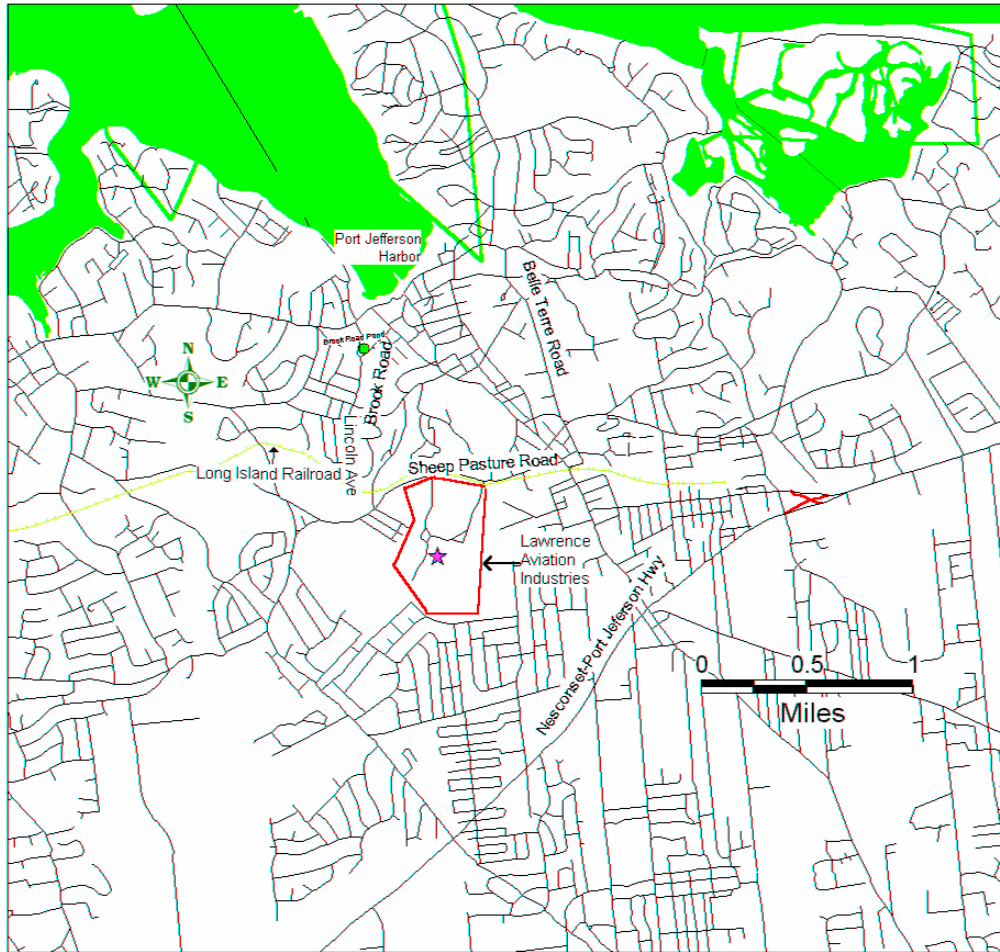 Port Jefferson
Harbor
Belle Terre Road
Brook Road Pond
Brook Road
N
W
E
S
Lincoln Ave
Sheep Pasture Road
Long Island Railroad
Lawrence
Aviation
Industries
Nesconset-Port Jeferson Hwy
0 0.5 1
Miles